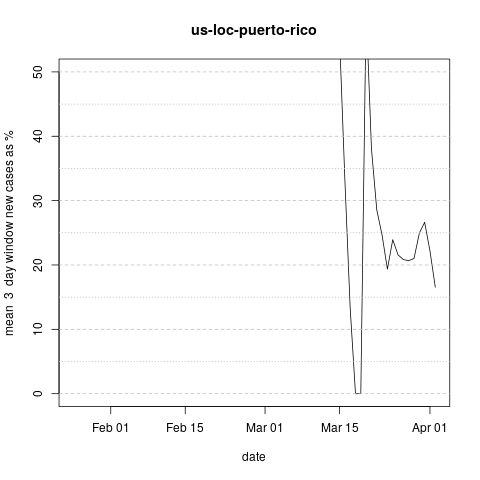 us-loc-puerto-rico
mean 3 day window new cases as %
50
40
30
20
10
0
Feb 01 Feb 15 Mar 01 Mar 15 Apr 01
date